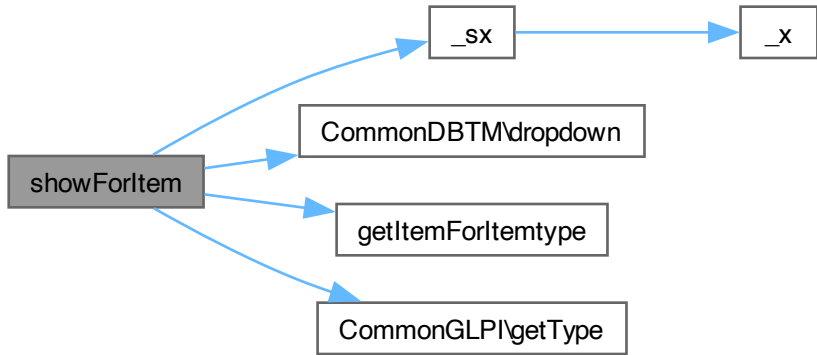 _sx
_x
CommonDBTM\dropdown
showForItem
getItemForItemtype
CommonGLPI\getType